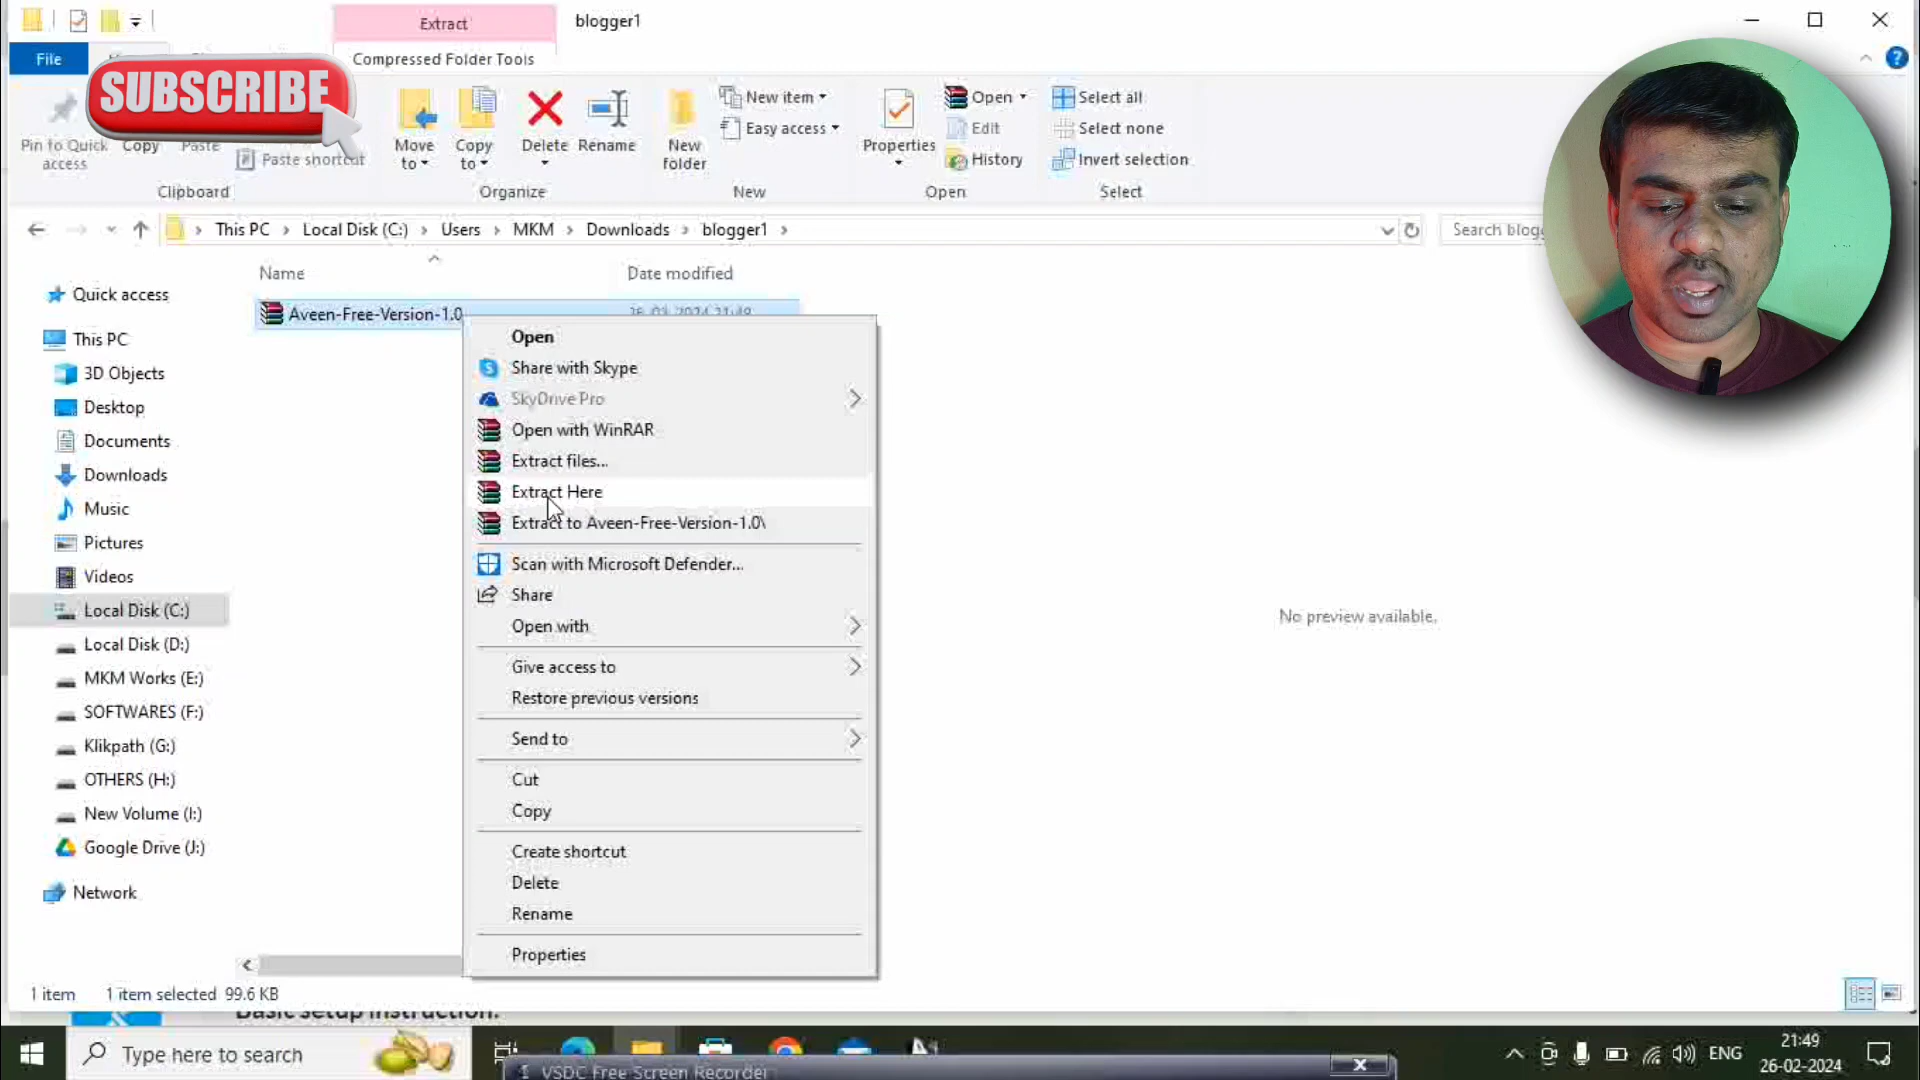 Extract
blogger1
File
Compressed Folder Tools
SUBSCRIBE
Pin to Quick access
Copy
Paste
Paste shortcut
Move to
Copy to
Delete
Rename
New folder
New item
Easy access
Properties
Open
Edit
History
Select all
Select none
Invert selection
Clipboard
Organize
New
Open
Select
This PC > Local Disk (C:) > Users > MKM > Downloads > blogger1 >
Search
Name
Date modified
Quick access
This PC
3D Objects
Desktop
Documents
Downloads
Music
Pictures
Videos
Local Disk (C:)
Local Disk (D:)
MKM Works (E:)
SOFTWARES (F:)
Klikpath (G:)
OTHERS (H:)
New Volume (I:)
Google Drive (J:)
Network
Aveen-Free-Version-1.0
26-02-2024 21:49
Open
Share with Skype
SkyDrive Pro
Open with WinRAR
Extract files...
Extract Here
Extract to Aveen-Free-Version-1.0\
Scan with Microsoft Defender...
Share
Open with
Give access to
Restore previous versions
Send to
Cut
Copy
Create shortcut
Delete
Rename
Properties
No preview available.
1 item
1 item selected 99.6 KB
Basic setup instruction:
Type here to search
VSDC Free Screen Recorder
ENG
21:49
26-02-2024